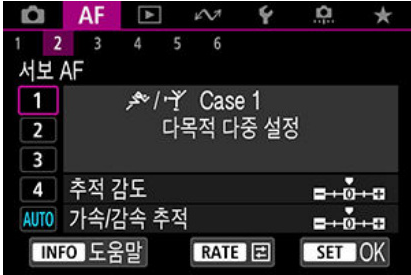 AF
1 2 3 4 5 6
서보 AF
1 Case 1
2 다목적 다중 설정
3
4 추적 감도
AUTO 가속/감속 추적
INFO 도움말 RATE SET OK